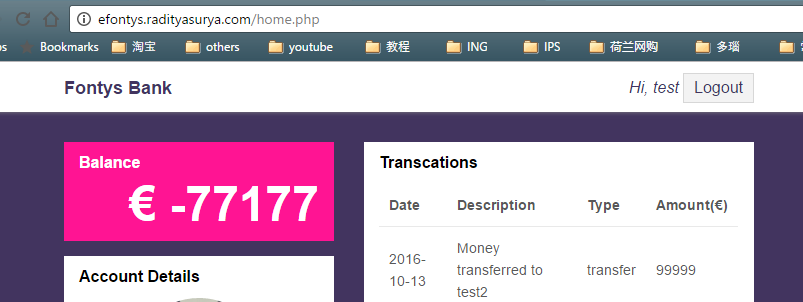 efontys.radityasurya.com/home.php
Bookmarks 淘宝 others youtube 教程 ING IPS 荷兰网购 多瑙
Fontys Bank
Hi, test Logout
Balance
€ -77177
Transcations
Date Description Type Amount(€)
2016-10-13 Money transferred to test2 transfer 99999
Account Details